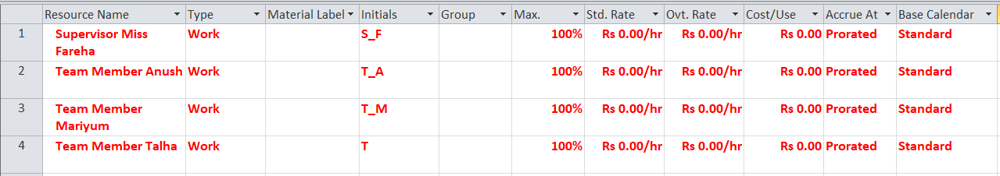 Resource Name Type Material Label Initials Group Max. Std. Rate Ovt. Rate Cost/Use Accrue At Base Calendar
1 Supervisor Miss Work S_F 100% Rs 0.00/hr Rs 0.00/hr Rs 0.00 Prorated Standard
Fareha
2 Team Member Anush Work T_A 100% Rs 0.00/hr Rs 0.00/hr Rs 0.00 Prorated Standard
3 Team Member Work T_M 100% Rs 0.00/hr Rs 0.00/hr Rs 0.00 Prorated Standard
Mariyum
4 Team Member Talha Work T 100% Rs 0.00/hr Rs 0.00/hr Rs 0.00 Prorated Standard